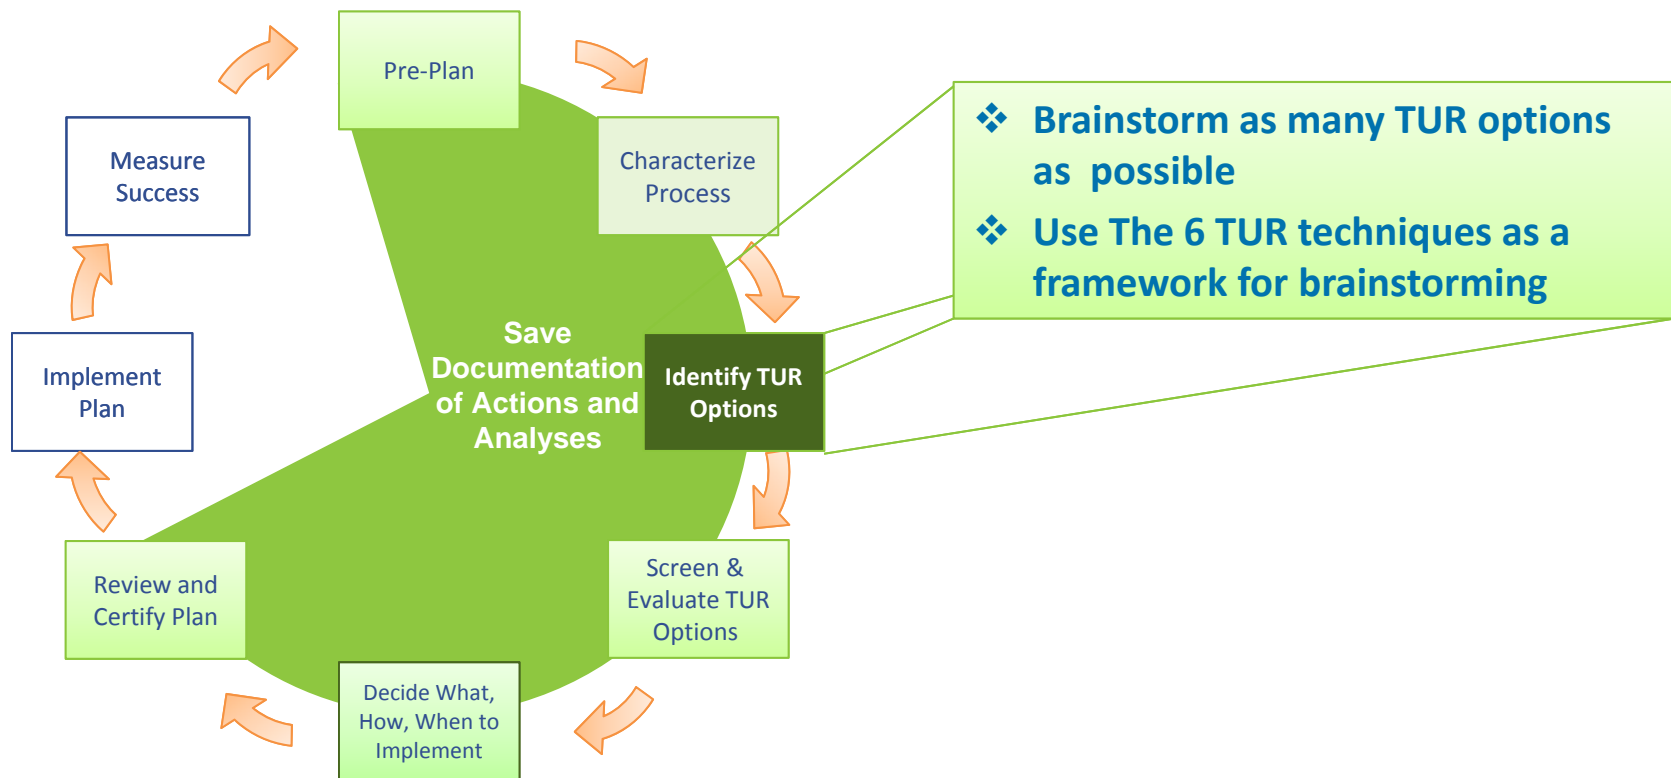 Pre-Plan
Characterize
Process
Identify TUR
Options
Screen &
Evaluate TUR
Options
Decide What,
How, When to
Implement
Review and
Certify Plan
Implement
Plan
Measure
Success
Save
Documentation
of Actions and
Analyses
❖ Brainstorm as many TUR options
as possible
❖ Use The 6 TUR techniques as a
framework for brainstorming